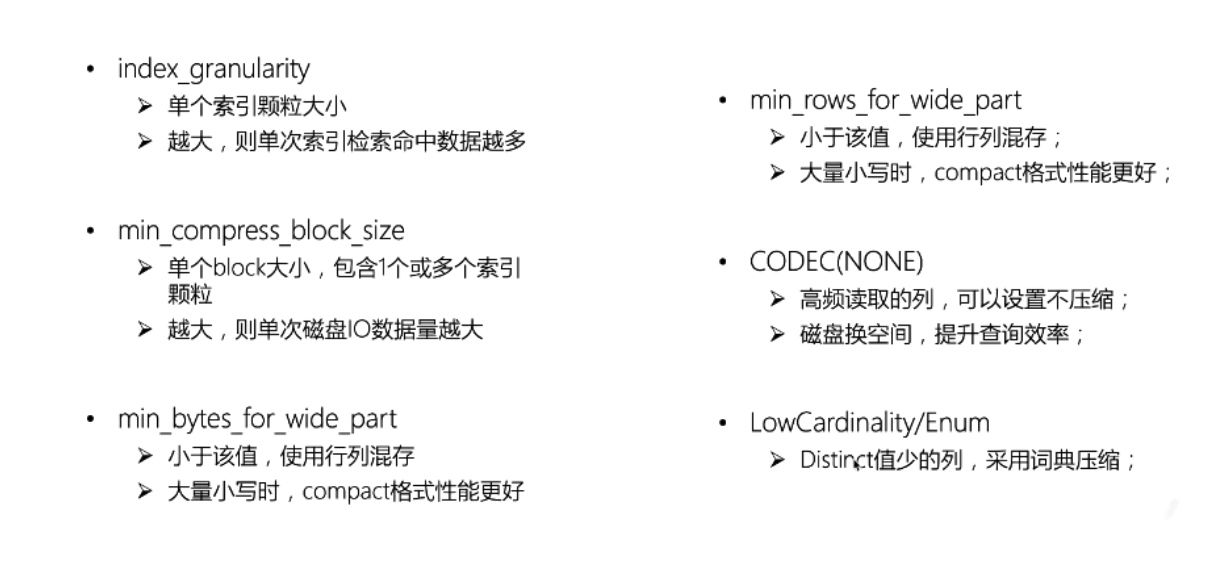 • index_granularity
➢ 单个索引颗粒大小
➢ 越大，则单次索引检索命中数据越多
• min_compress_block_size
➢ 单个block大小，包含1个或多个索引
颗粒
➢ 越大，则单次磁盘IO数据量越大
• min_bytes_for_wide_part
➢ 小于该值，使用行列混存
➢ 大量小写时，compact格式性能更好
• min_rows_for_wide_part
➢ 小于该值，使用行列混存；
➢ 大量小写时，compact格式性能更好；
• CODEC(NONE)
➢ 高频读取的列，可以设置不压缩；
➢ 磁盘换空间，提升查询效率；
• LowCardinality/Enum
➢ Distinct值少的列，采用词典压缩；